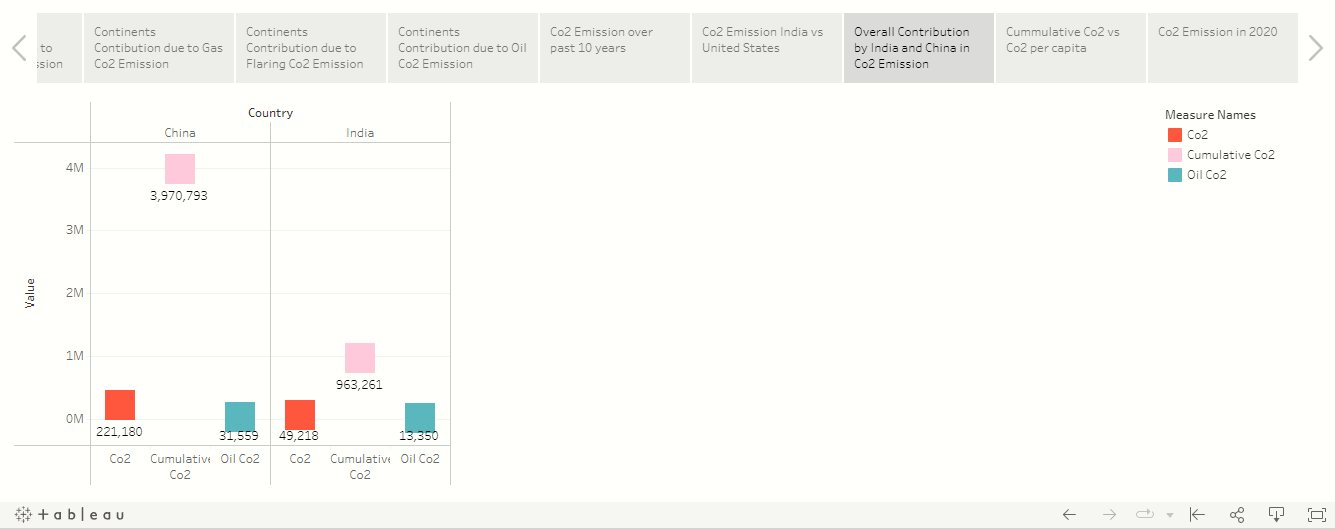 to
ssion
Continents
Contibution due to Gas
Co2 Emission
Continents
Contribution due to
Flaring Co2 Emission
Continents
Contribution due to Oil
Co2 Emission
Co2 Emission over
past 10 years
Co2 Emission India vs
United States
Overall Contribution
by India and China in
Co2 Emission
Cummulative Co2 vs
Co2 per capita
Co2 Emission in 2020
Country
China
India
Value
4M
3M
2M
1M
0M
3,970,793
963,261
221,180
31,559
49,218
13,350
Co2
Cumulative
Co2
Oil Co2
Co2
Cumulative
Co2
Oil Co2
Measure Names
Co2
Cumulative Co2
Oil Co2
+ableau